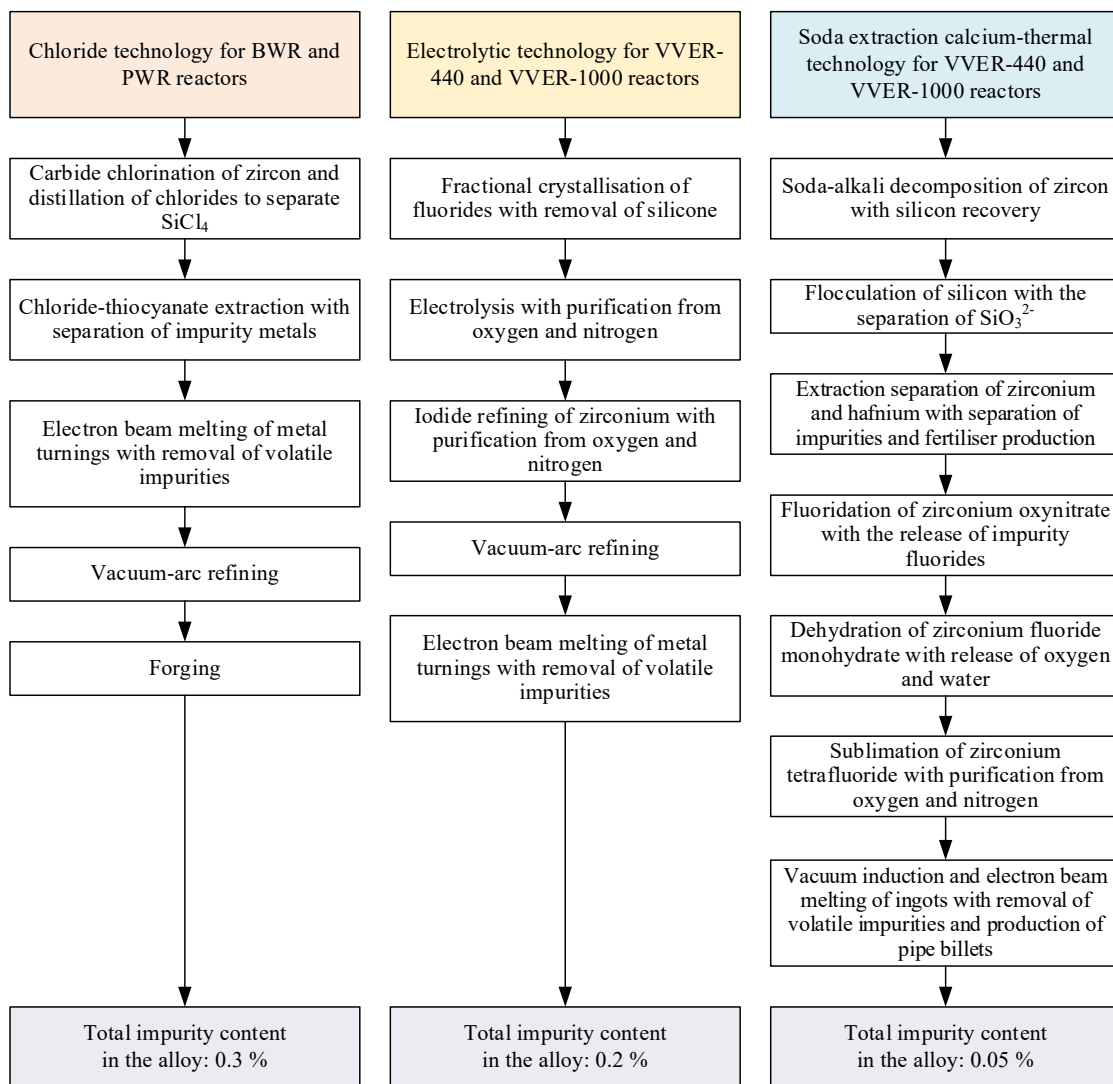 Chloride technology for BWR and
PWR reactors
Carbide chlorination of zircon and
distillation of chlorides to separate
SiCl4
Chloride-thiocyanate extraction with
separation of impurity metals
Electron beam melting of metal
turnings with removal of volatile
impurities
Vacuum-arc refining
Forging
Total impurity content
in the alloy: 0.3 %
Electrolytic technology for VVER-
440 and VVER-1000 reactors
Fractional crystallisation of
fluorides with removal of silicone
Electrolysis with purification from
oxygen and nitrogen
Iodide refining of zirconium with
purification from oxygen and
nitrogen
Vacuum-arc refining
Electron beam melting of metal
turnings with removal of volatile
impurities
Total impurity content
in the alloy: 0.2 %
Soda extraction calcium-thermal
technology for VVER-440 and
VVER-1000 reactors
Soda-alkali decomposition of zircon
with silicon recovery
Flocculation of silicon with the
separation of SiO3^2-
Extraction separation of zirconium
and hafnium with separation of
impurities and fertiliser production
Fluoridation of zirconium oxynitrate
with the release of impurity
fluorides
Dehydration of zirconium fluoride
monohydrate with release of oxygen
and water
Sublimation of zirconium
tetrafluoride with purification from
oxygen and nitrogen
Vacuum induction and electron beam
melting of ingots with removal of
volatile impurities and production of
pipe billets
Total impurity content
in the alloy: 0.05 %